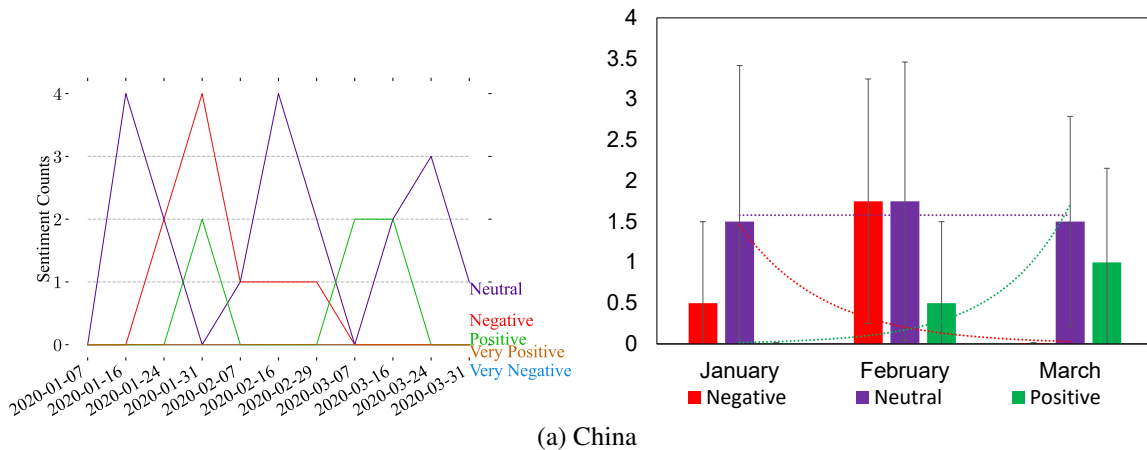 Sentiment Counts
4
3
2
1
0
Neutral
Negative
Positive
Very Positive
Very Negative
2020-01-07
2020-01-16
2020-01-24
2020-01-31
2020-02-07
2020-02-16
2020-02-29
2020-03-07
2020-03-16
2020-03-24
2020-03-31
4
3.5
3
2.5
2
1.5
1
0.5
0
January
February
March
Negative
Neutral
Positive
(a) China